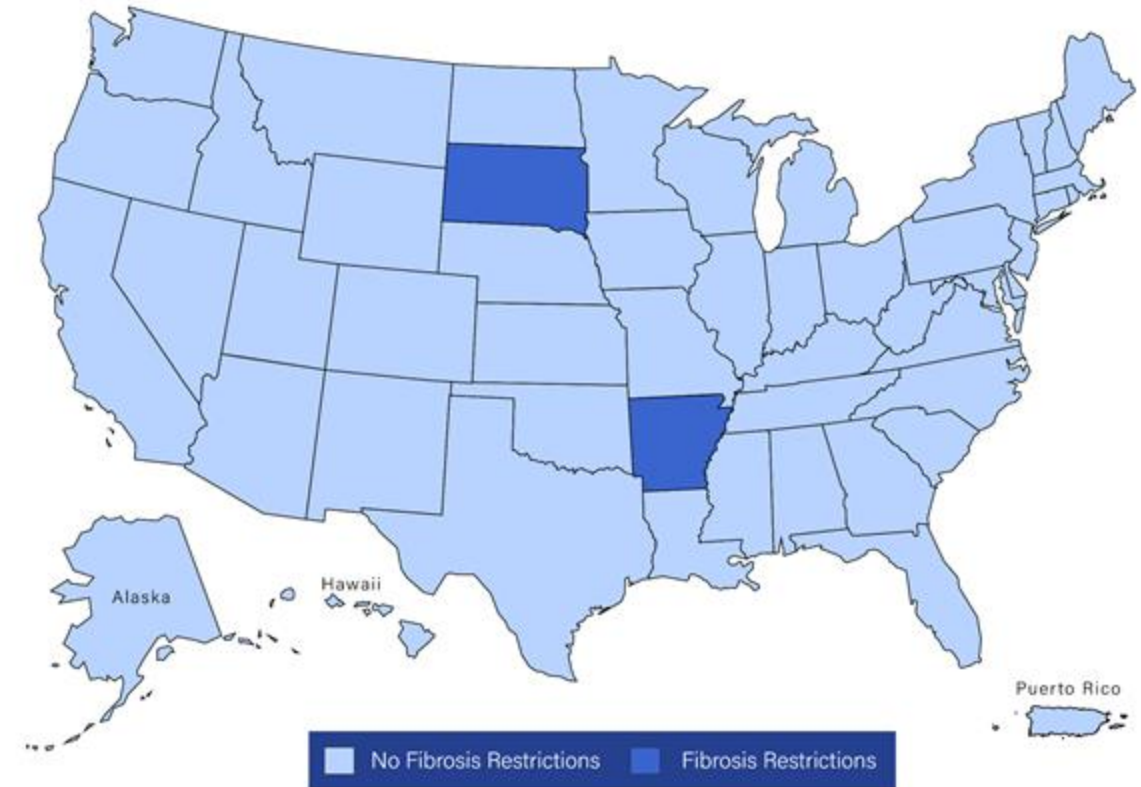 Alaska
Hawaii
Puerto Rico
No Fibrosis Restrictions
Fibrosis Restrictions